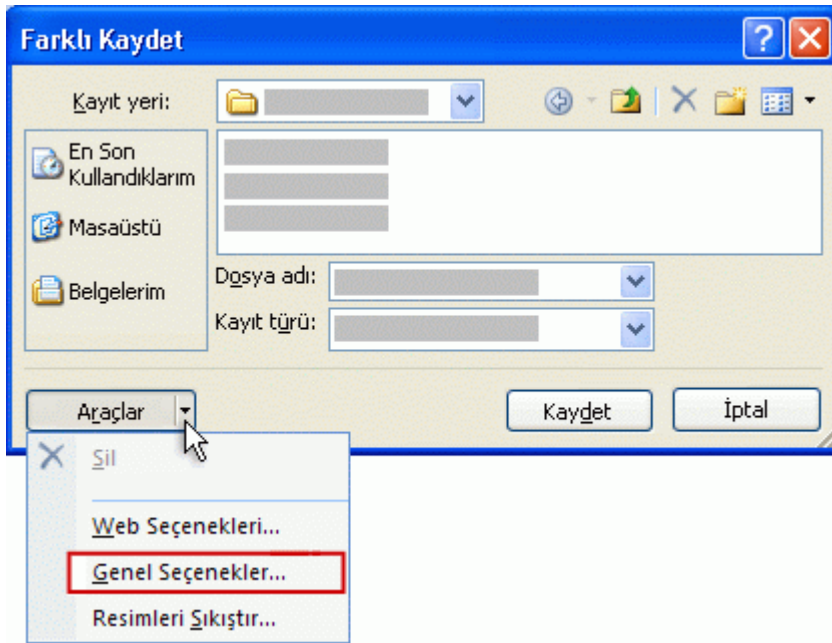 Farklı Kaydet
Kayıt yeri:
En Son
Kullandıklarım
Masaüstü
Belgelerim
Dosya adı:
Kayıt türü:
Araçlar
Kaydet
İptal
Sil
Web Seçenekleri...
Genel Seçenekler...
Resimleri Sıkıştır...